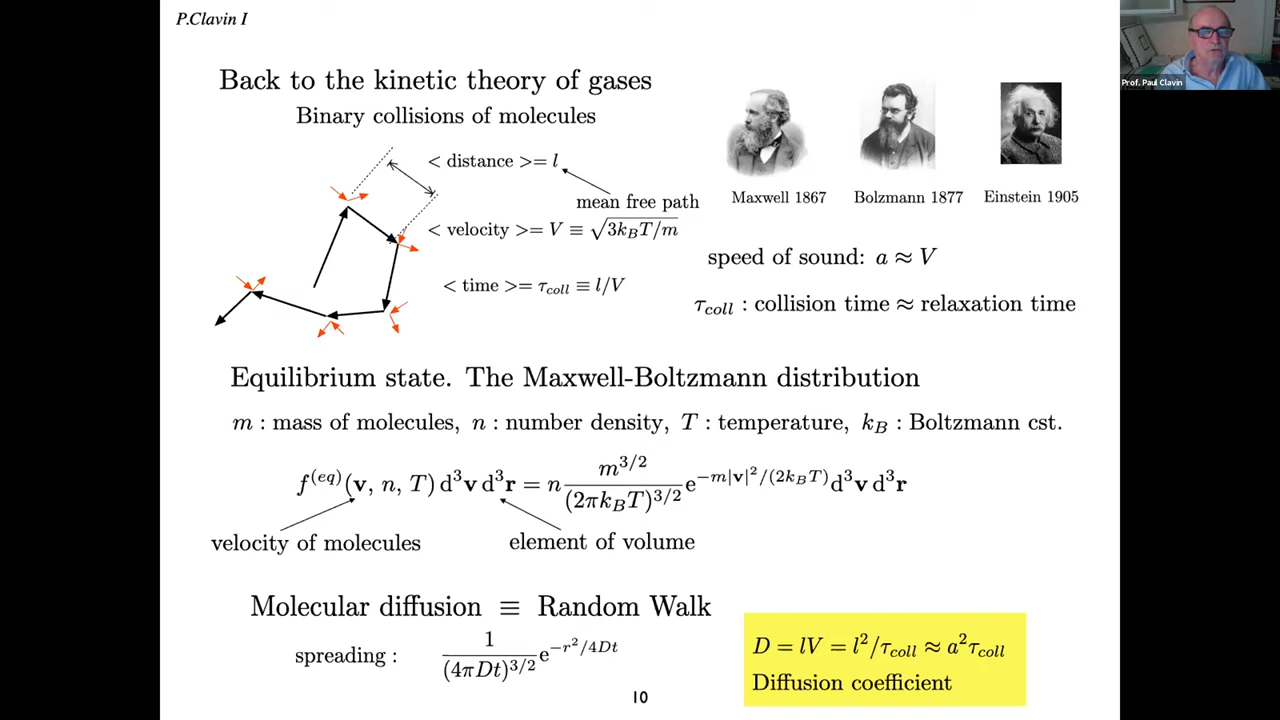 P.Clavin I
Prof. Paul Clavin
Back to the kinetic theory of gases
Binary collisions of molecules
< distance >= l
mean free path
< velocity >= V ≡ √(3k_BT/m)
< time >= τ_coll ≡ l/V
Maxwell 1867
Bolzmann 1877
Einstein 1905
speed of sound: a ≈ V
τ_coll : collision time ≈ relaxation time
Equilibrium state. The Maxwell-Boltzmann distribution
m : mass of molecules, n : number density, T : temperature, k_B : Boltzmann cst.
f^(eq)(v, n, T) d³v d³r = n m^{3/2}/(2πk_BT)^{3/2} e^{−m|v|²/(2k_BT)} d³v d³r
velocity of molecules
element of volume
Molecular diffusion ≡ Random Walk
spreading : 1/(4πDt)^{3/2} e^{−r²/4Dt}
D = lV = l²/τ_coll ≈ a²τ_coll
Diffusion coefficient
10